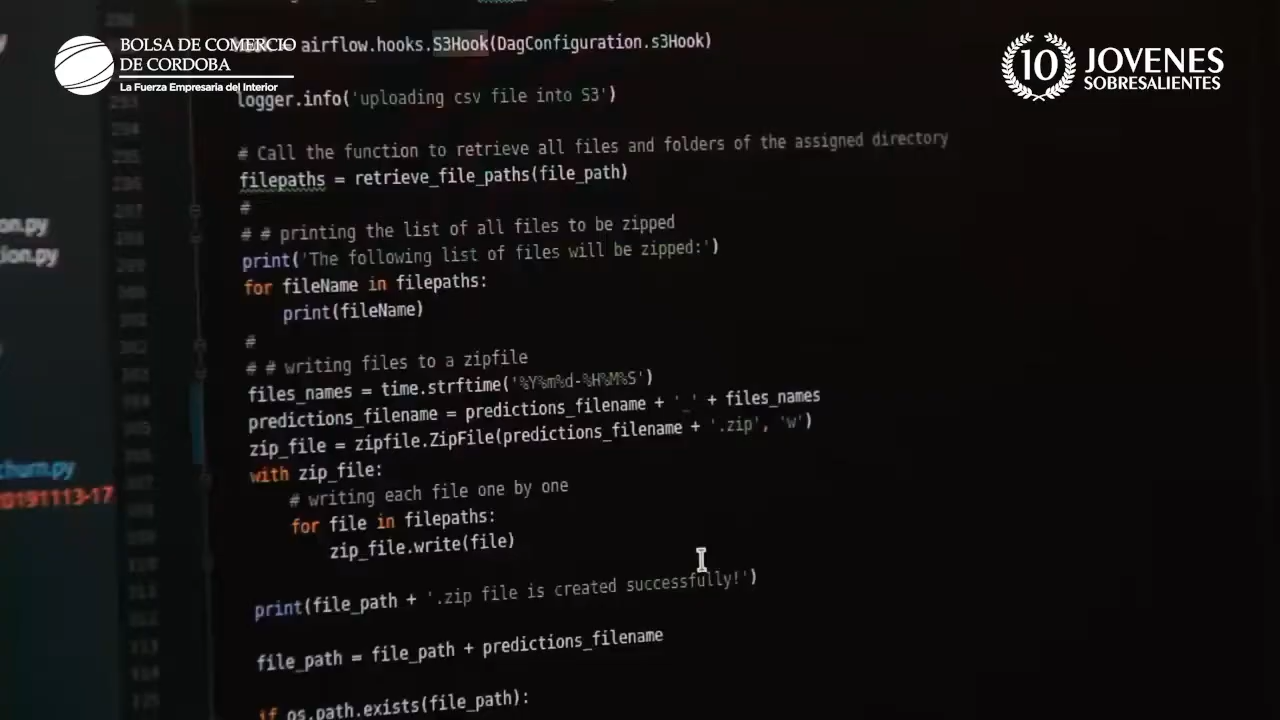 BOLSA DE COMERCIO
DE CORDOBA
La Fuerza Empresaria del Interior
10 JOVENES
SOBRESALIENTES
= airflow.hooks.S3Hook(DagConfiguration.s3Hook)
logger.info('uploading csv file into S3')
# Call the function to retrieve all files and folders of the assigned directory
filepaths = retrieve_file_paths(file_path)
#
# # printing the list of all files to be zipped
print('The following list of files will be zipped:')
for fileName in filepaths:
print(fileName)
#
# # writing files to a zipfile
files_names = time.strftime('%Y%m%d-%H%M%S')
predictions_filename = predictions_filename + '_' + files_names
zip_file = zipfile.ZipFile(predictions_filename + '.zip', 'w')
with zip_file:
# writing each file one by one
for file in filepaths:
zip_file.write(file)
print(file_path + '.zip file is created successfully!')
file_path = file_path + predictions_filename
if os.path.exists(file_path):
on.py
ion.py
churn.py
20191113-17